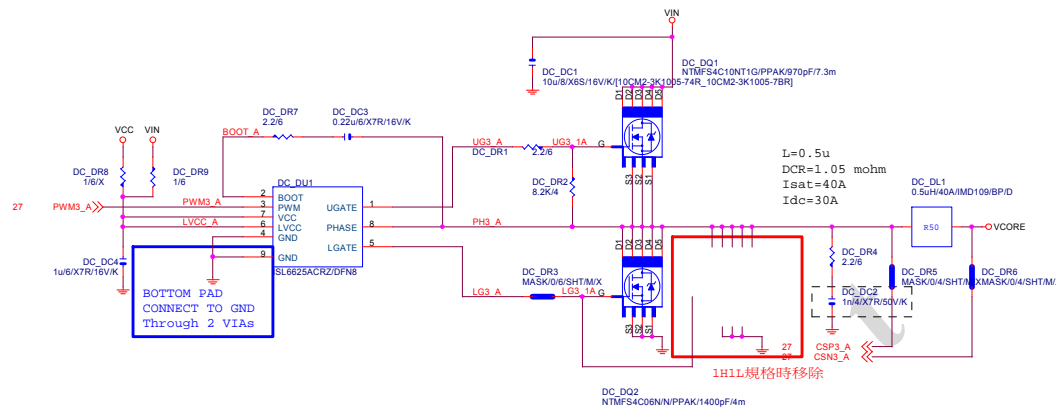 VIN
DC_DC1
10u/8/X6S/16V/K/[10CM2-3K1005-74R_10CM2-3K1005-7BR]
DC_DQ1
NTMFS4C10NT1G/PPAK/970pF/7.3m
D1
D2
D3
D4
D5
G
S3
S2
S1
DC_DR7
2.2/6
DC_DC3
0.22u/6/X7R/16V/K
BOOT_A
VCC
VIN
DC_DR8
1/6/X
DC_DR9
1/6
UG3_A
DC_DR1
2.2/6
UG3_1A
DC_DR2
8.2K/4
L=0.5u
DCR=1.05 mohm
Isat=40A
Idc=30A
DC_DL1
0.5uH/40A/IMD109/BP/D
R50
VCORE
27
PWM3_A
PWM3_A
LVCC_A
DC_DU1
2
3
7
6
4
9
BOOT
PWM
VCC
LVCC
GND
GND
UGATE
PHASE
LGATE
1
8
5
ISL6625ACRZ/DFN8
PH3_A
DC_DC4
1u/6/X7R/16V/K
BOTTOM PAD
CONNECT TO GND
Through 2 VIAs
DC_DR3
MASK/0/6/SHT/M/X
LG3_A
LG3_1A
D1
D2
D3
D4
D5
G
S3
S2
S1
DC_DR4
2.2/6
DC_DC2
1n/4/X7R/50V/K
DC_DR5
MASK/0/4/SHT/M/X
DC_DR6
MASK/0/4/SHT/M/
27
CSP3_A
27
CSN3_A
1H1L規格時移除
DC_DQ2
NTMFS4C06N/N/PPAK/1400pF/4m
t